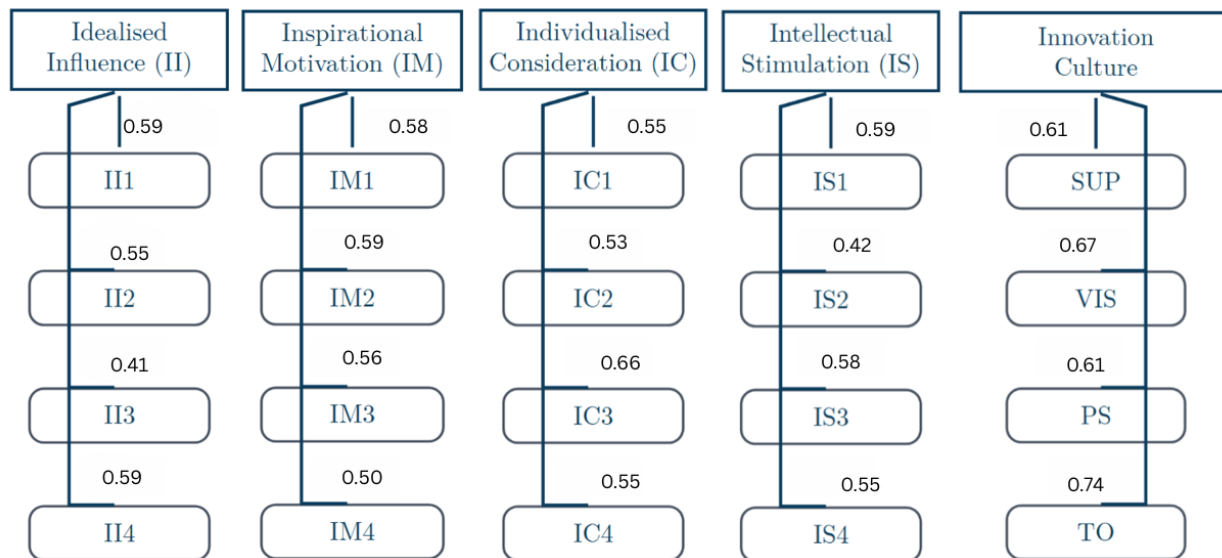 Idealised
Influence (II)
Inspirational
Motivation (IM)
Individualised
Consideration (IC)
Intellectual
Stimulation (IS)
Innovation
Culture
0.59
0.58
0.55
0.59
0.61
II1
IM1
IC1
IS1
SUP
0.55
0.59
0.53
0.42
0.67
II2
IM2
IC2
IS2
VIS
0.41
0.56
0.66
0.58
0.61
II3
IM3
IC3
IS3
PS
0.59
0.50
0.55
0.55
0.74
II4
IM4
IC4
IS4
TO